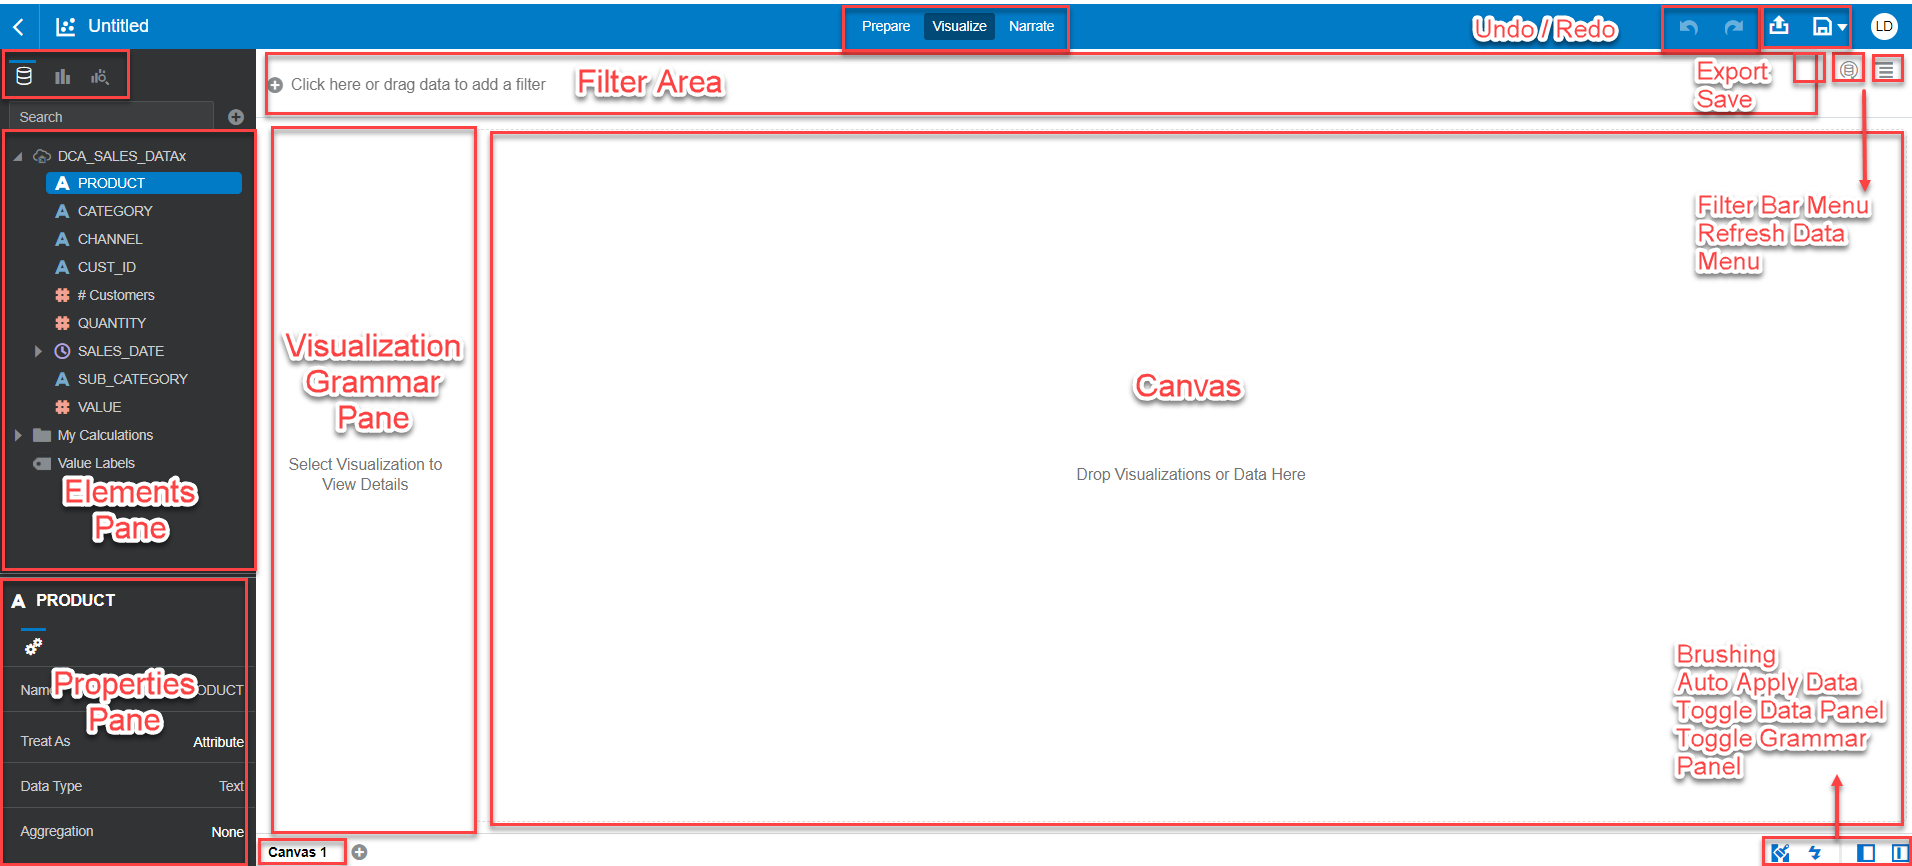 Untitled
Prepare Visualize Narrate
Undo / Redo
LD
Click here or drag data to add a filter
Filter Area
Export
Save
Search
DCA_SALES_DATAx
A PRODUCT
A CATEGORY
A CHANNEL
A CUST_ID
# # Customers
# QUANTITY
SALES_DATE
A SUB_CATEGORY
# VALUE
My Calculations
Value Labels
Elements
Pane
Visualization
Grammar
Pane
Select Visualization to
View Details
Canvas
Drop Visualizations or Data Here
Filter Bar Menu
Refresh Data
Menu
A PRODUCT
Name ODUCT
Properties
Pane
Treat As Attribute
Data Type Text
Aggregation None
Brushing
Auto Apply Data
Toggle Data Panel
Toggle Grammar
Panel
Canvas 1